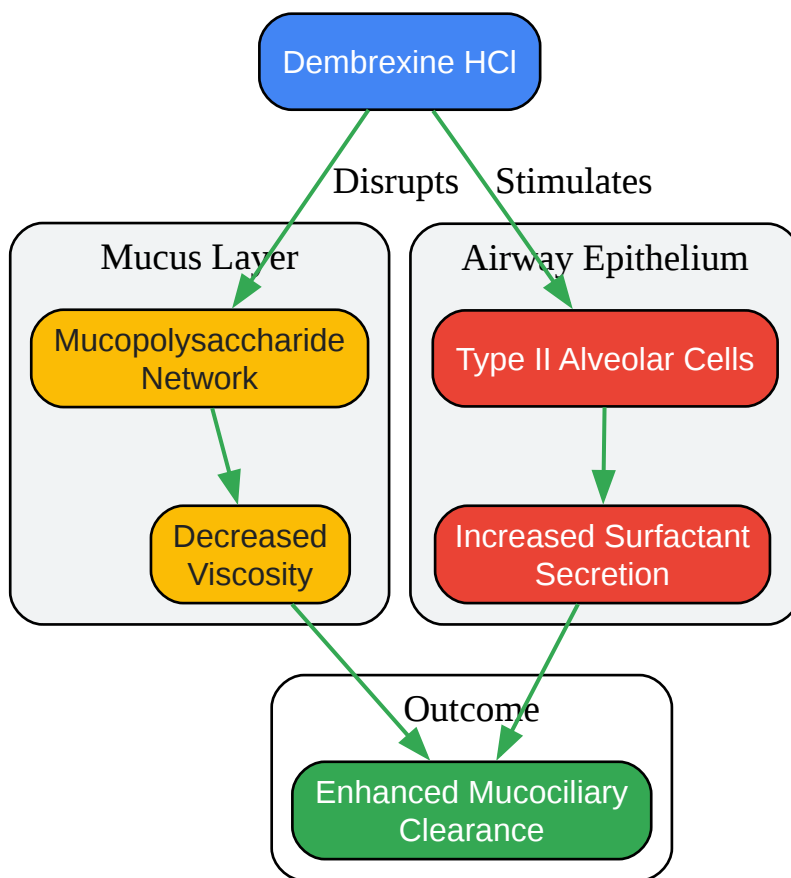 Dembrexine HCl
Disrupts
Stimulates
Mucus Layer
Airway Epithelium
Mucopolysaccharide
Network
Type II Alveolar Cells
Decreased
Viscosity
Increased Surfactant
Secretion
Outcome
Enhanced Mucociliary
Clearance